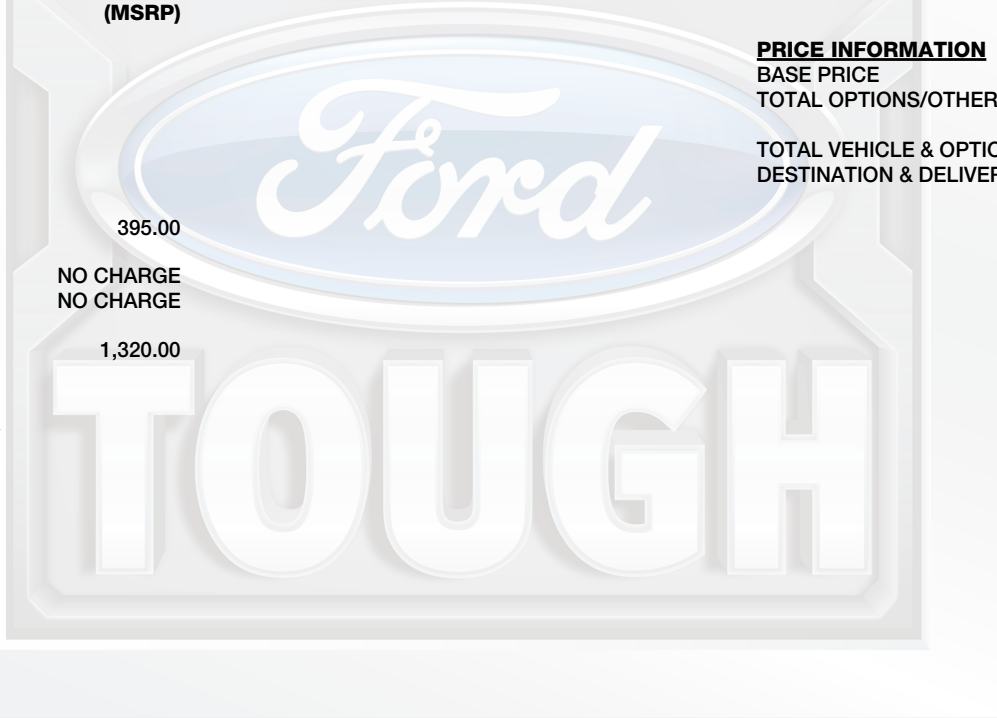 (MSRP)
395.00
NO CHARGE
NO CHARGE
1,320.00
PRICE INFORMATION
BASE PRICE
TOTAL OPTIONS/OTHER
TOTAL VEHICLE & OPTIO
DESTINATION & DELIVER
Ford
TOUGH